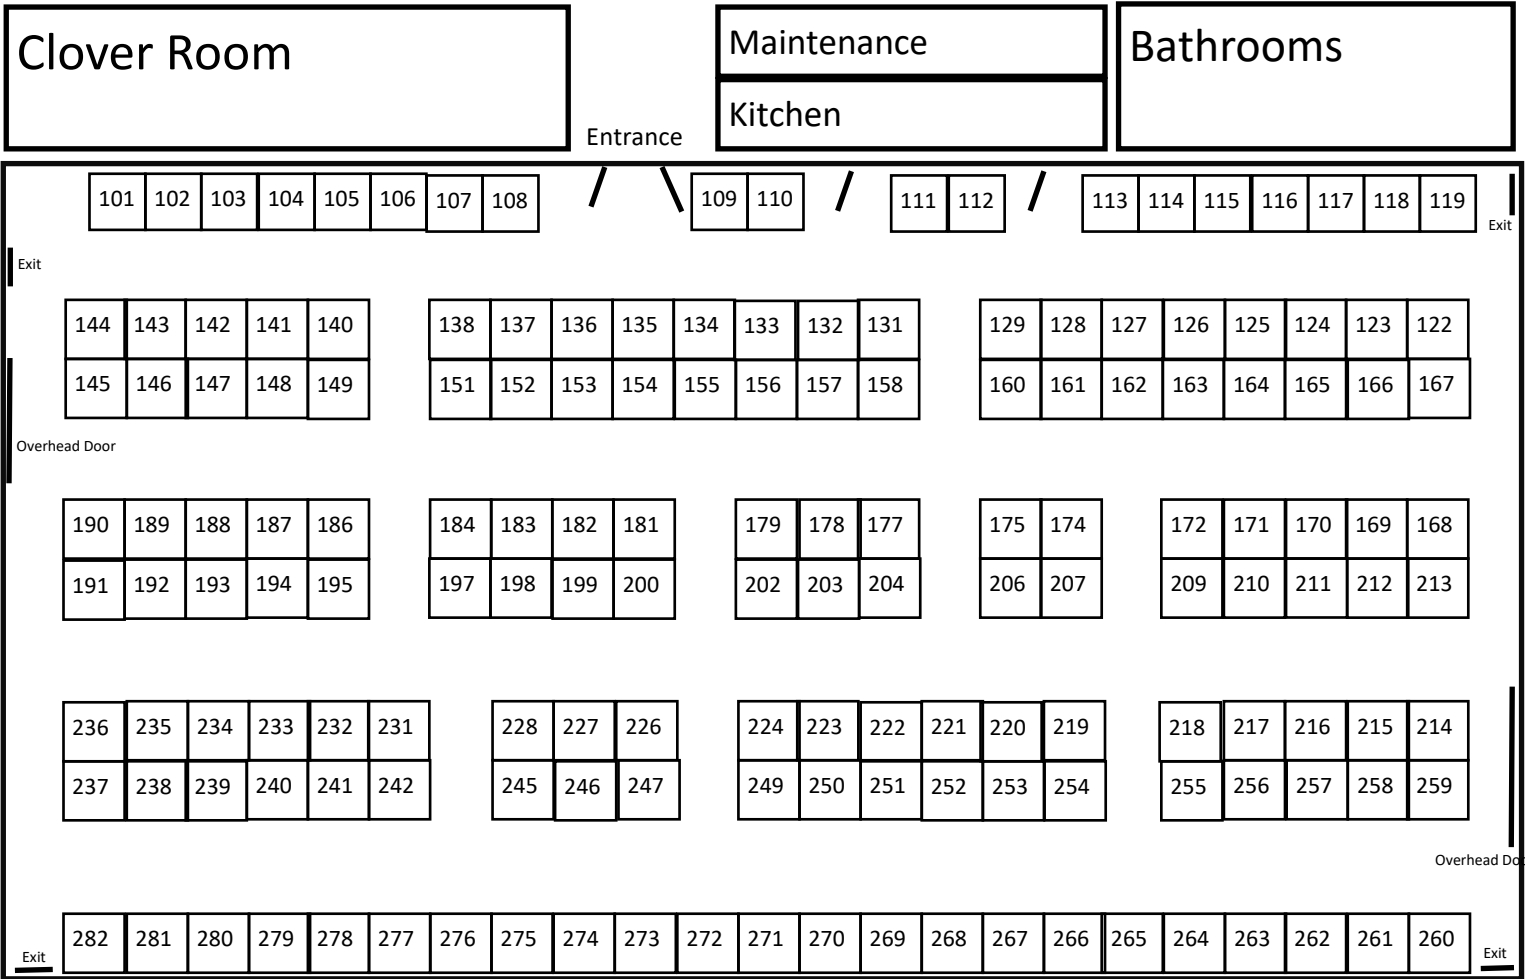 Clover Room
Maintenance
Bathrooms
Kitchen
Entrance
101 102 103 104 105 106 107 108 109 110 111 112 113 114 115 116 117 118 119
Exit
Exit
144 143 142 141 140 138 137 136 135 134 133 132 131 129 128 127 126 125 124 123 122
145 146 147 148 149 151 152 153 154 155 156 157 158 160 161 162 163 164 165 166 167
Overhead Door
190 189 188 187 186 184 183 182 181 179 178 177 175 174 172 171 170 169 168
191 192 193 194 195 197 198 199 200 202 203 204 206 207 209 210 211 212 213
236 235 234 233 232 231 228 227 226 224 223 222 221 220 219 218 217 216 215 214
237 238 239 240 241 242 245 246 247 249 250 251 252 253 254 255 256 257 258 259
Overhead Do
282 281 280 279 278 277 276 275 274 273 272 271 270 269 268 267 266 265 264 263 262 261 260
Exit
Exit